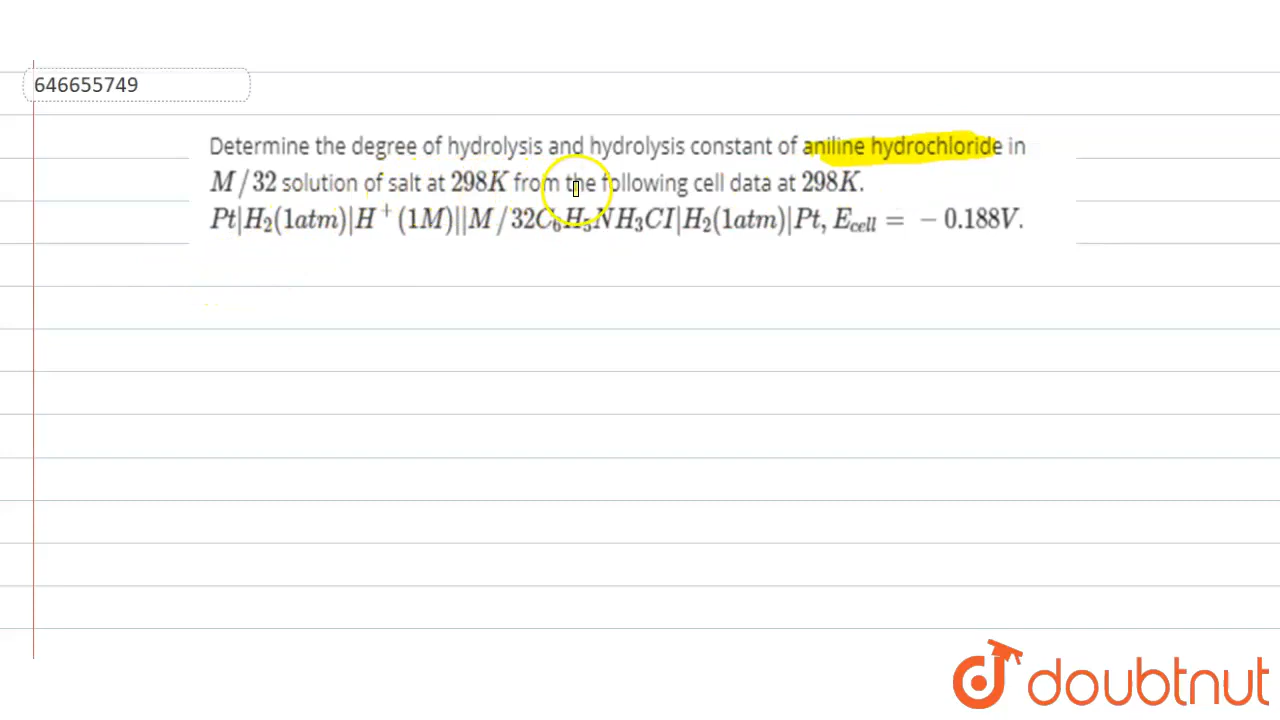 646655749
Determine the degree of hydrolysis and hydrolysis constant of aniline hydrochloride in
M/32 solution of salt at 298K from the following cell data at 298K.
Pt|H₂(1atm)|H⁺(1M)||M/32C₆H₅NH₃CI|H₂(1atm)|Pt, E_cell = −0.188V.
doubtnut